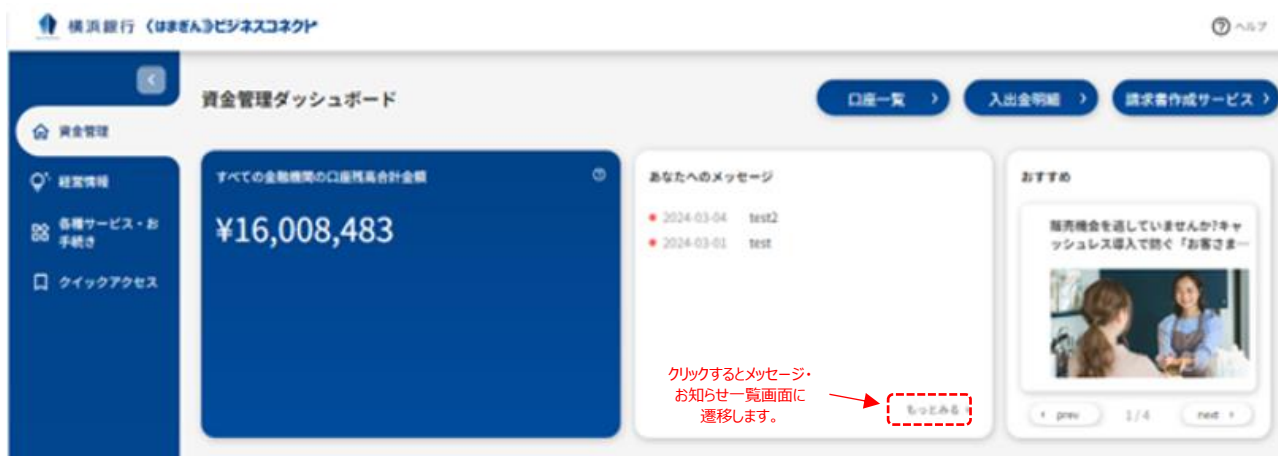 横浜銀行 《はまぎん》ビジネスコネクト
ヘルプ
資金管理ダッシュボード
口座一覧
入出金明細
請求書作成サービス
資金管理
経営情報
各種サービス・お
手続き
クイックアクセス
すべての金融機関の口座残高合計金額
¥16,008,483
あなたへのメッセージ
2024-03-04 test2
2024-03-01 test
クリックするとメッセージ・
お知らせ一覧画面に
遷移します。
もっとみる
おすすめ
販売機会を逃していませんか?キャ
ッシュレス導入で防ぐ「お客さま…
prev 1/4 next